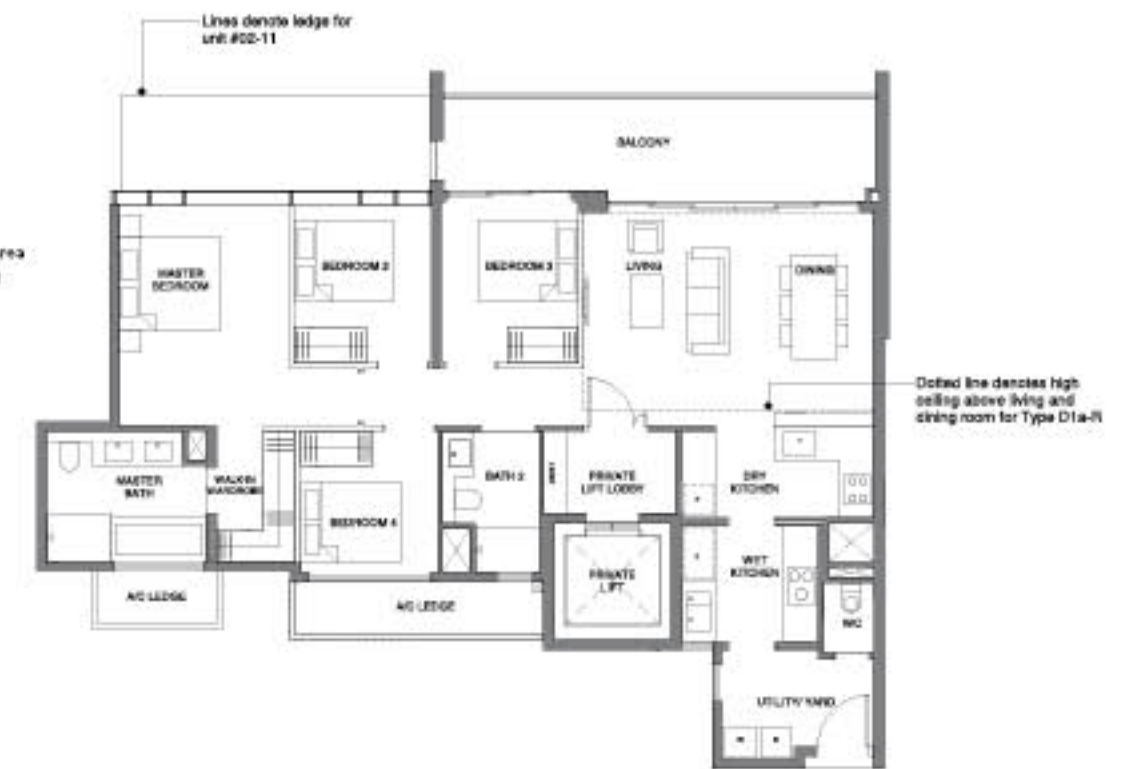 Lines denote ledge for
unit #02-11
BALCONY
rea
MASTER
BEDROOM
BEDROOM 2
BEDROOM 3
LIVING
DINING
Dotted line denotes high
ceiling above living and
dining room for Type D1a-R
MASTER
BATH
WALK-IN
WARDROBE
BEDROOM 4
BATH 2
PRIVATE
LIFT LOBBY
DRY
KITCHEN
WET
KITCHEN
PRIVATE
LIFT
A/C LEDGE
A/C LEDGE
WC
UTILITY/ YARD